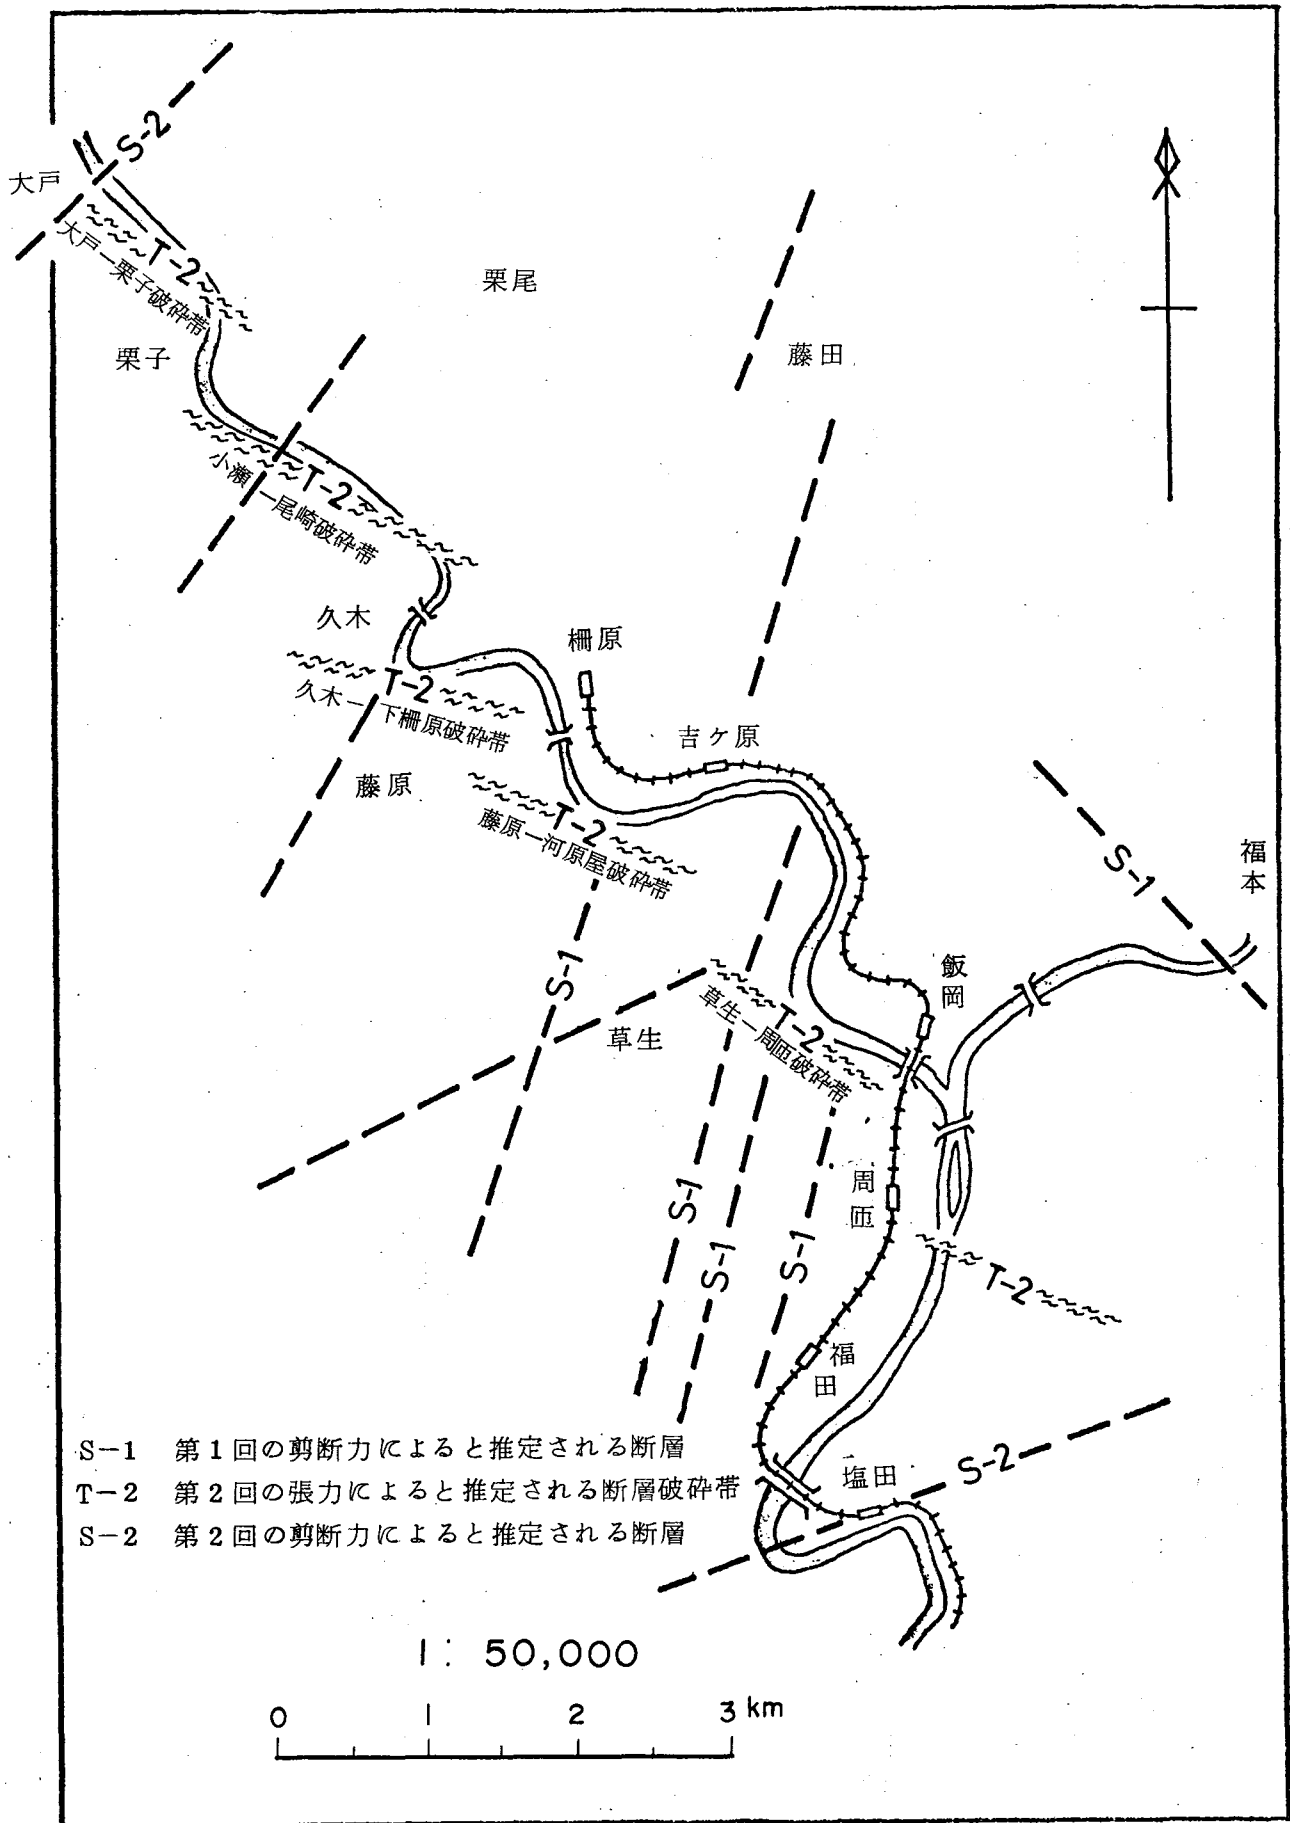 S-2
大戸
T-2
大戸ー栗子破砕帯
栗尾
栗子
藤田
T-2
小瀬ー尾崎破砕帯
久木
柵原
T-2
久木ー下柵原破砕帯
吉ケ原
藤原
T-2
藤原ー河原屋破砕帯
S-1
福本
S-1
飯岡
草生
T-2
草生ー周匝破砕帯
周匝
S-1
S-1
S-1
T-2
福田
S-1 第1回の剪断力によると推定される断層
T-2 第2回の張力によると推定される断層破砕帯
S-2 第2回の剪断力によると推定される断層
塩田
S-2
1:50,000
0 1 2 3 km